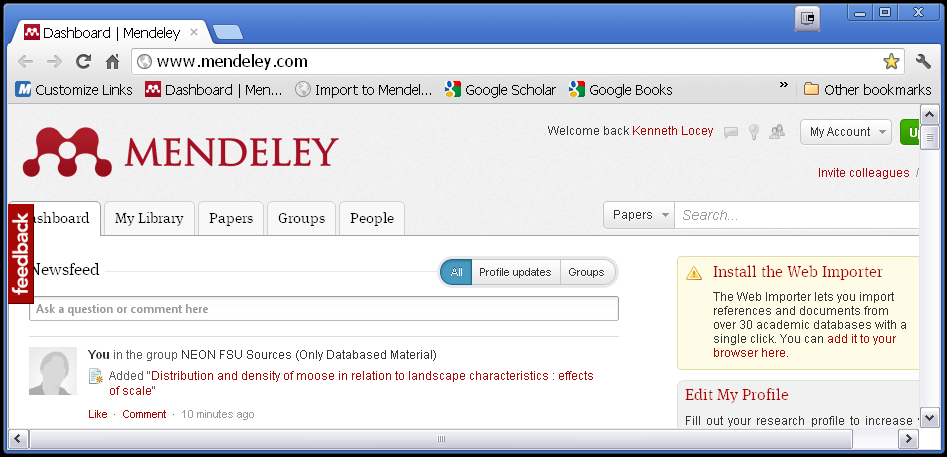 Dashboard | Mendeley
www.mendeley.com
Customize Links Dashboard | Men... Import to Mendel... Google Scholar Google Books » Other bookmarks
MENDELEY
Welcome back Kenneth Locey My Account
Invite colleagues /
feedback
ashboard My Library Papers Groups People
Papers Search...
Newsfeed
All Profile updates Groups
Ask a question or comment here
You in the group NEON FSU Sources (Only Databased Material)
Added "Distribution and density of moose in relation to landscape characteristics : effects
of scale"
Like · Comment · 10 minutes ago
Install the Web Importer
The Web Importer lets you import
references and documents from
over 30 academic databases with a
single click. You can add it to your
browser here.
Edit My Profile
Fill out your research profile to increase